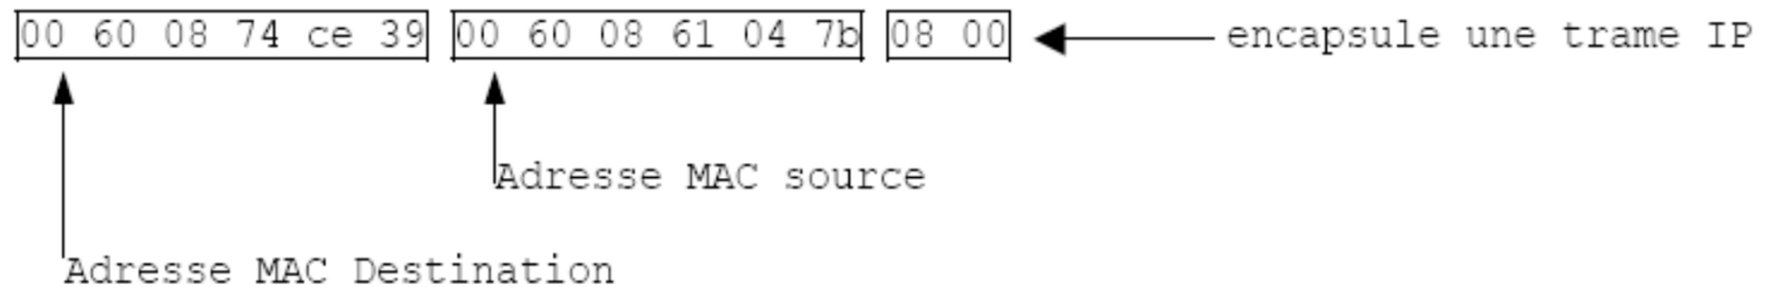 00 60 08 74 ce 39 00 60 08 61 04 7b 08 00 encapsule une trame IP
Adresse MAC source
Adresse MAC Destination